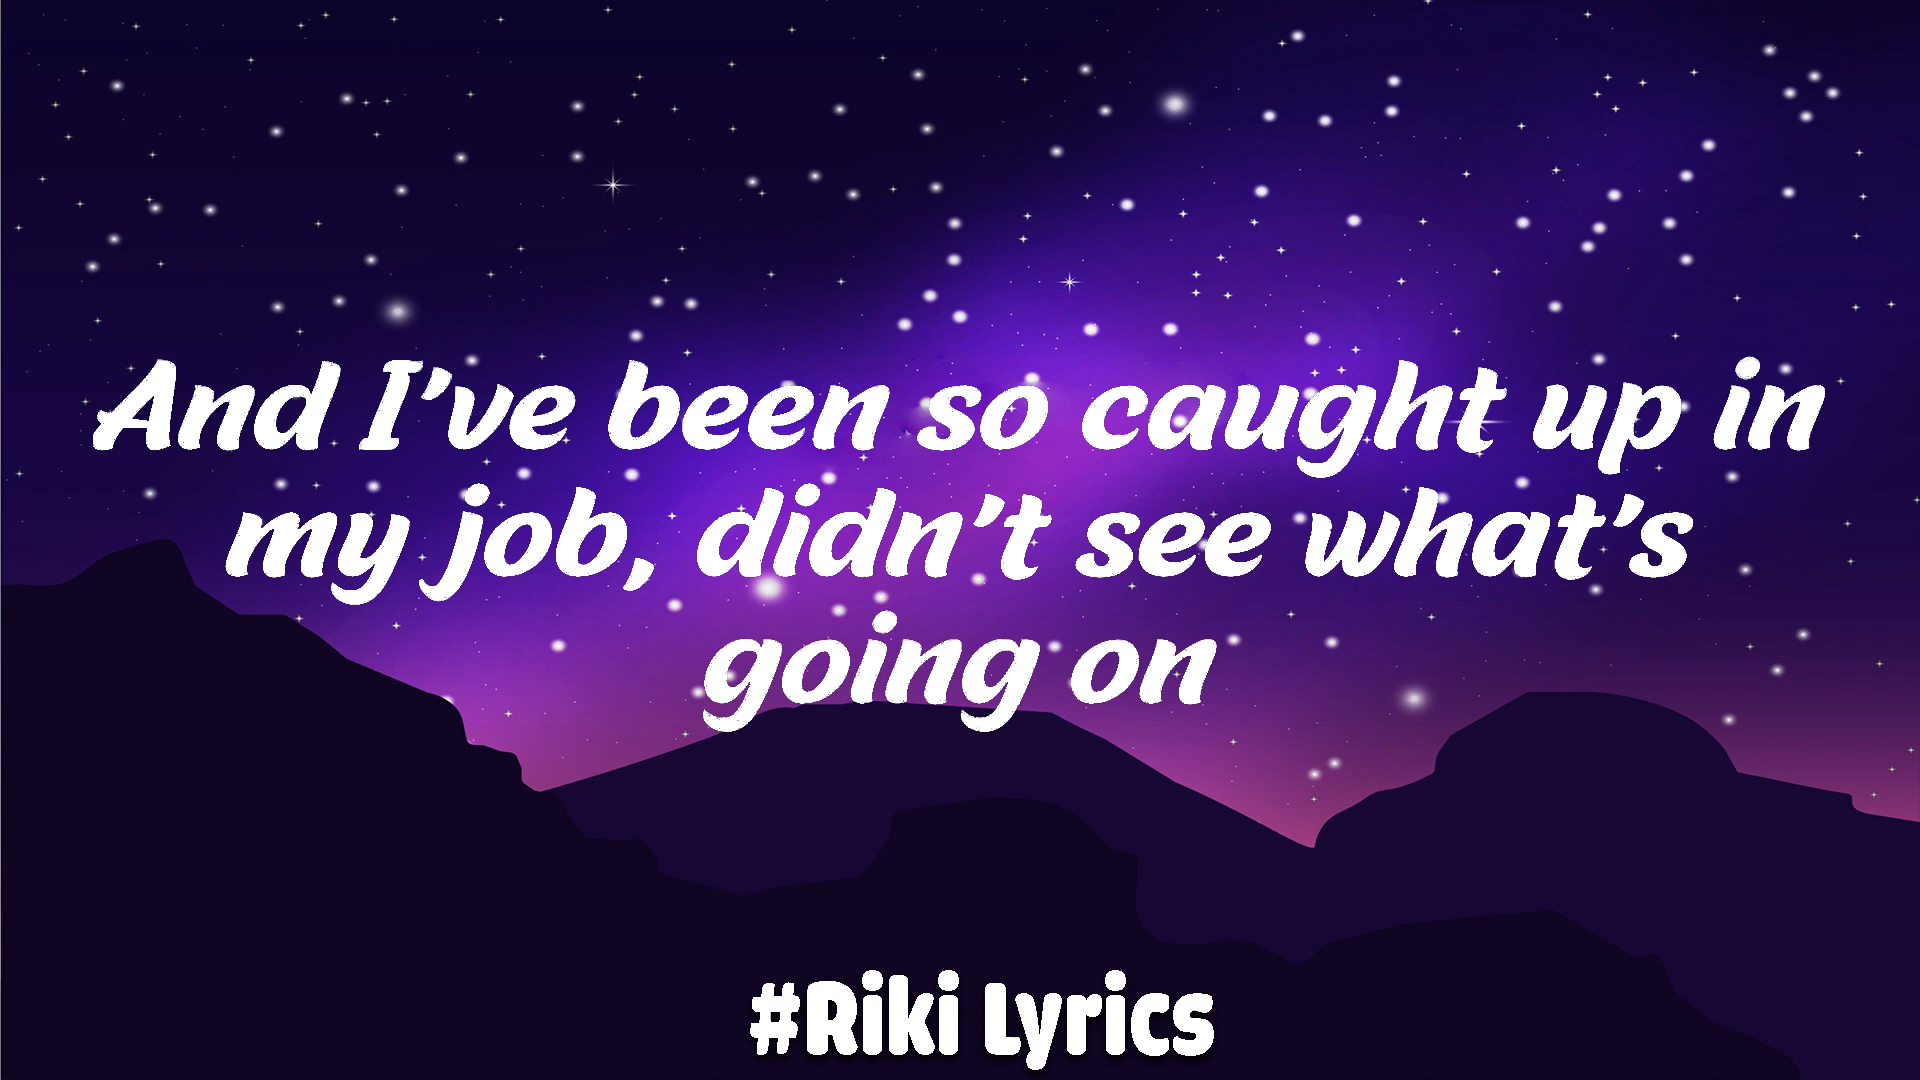 And I’ve been so caught up in
my job, didn’t see what’s
going on
#Riki Lyrics